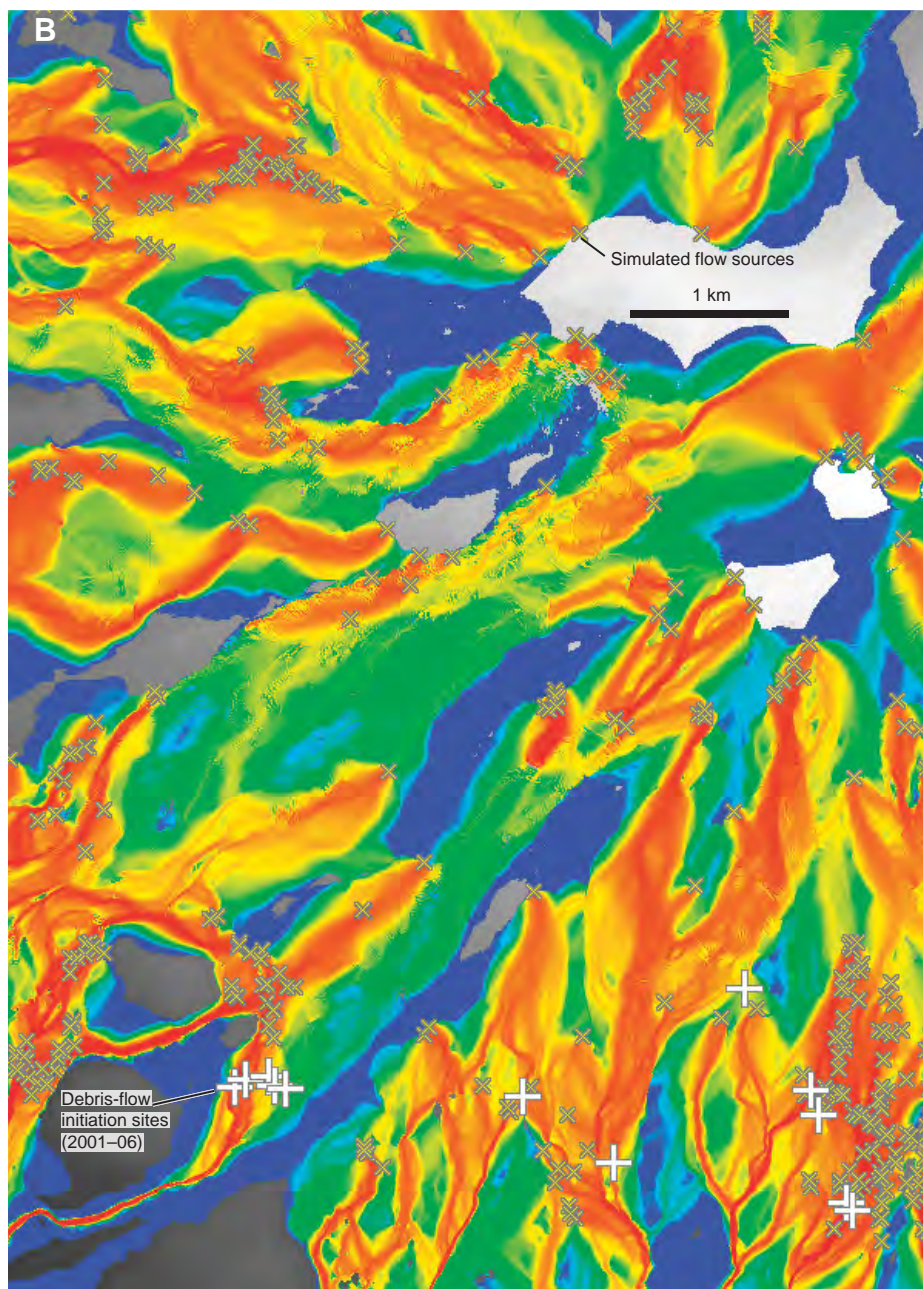 B
Simulated flow sources
1 km
Debris-flow
initiation sites
(2001–06)